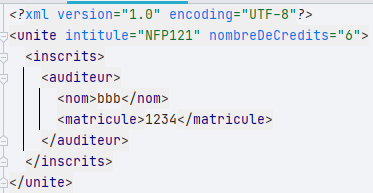 <?xml version="1.0" encoding="UTF-8"?>
<unite intitule="NFP121" nombreDeCredits="6">
<inscrits>
<auditeur>
<nom>bbb</nom>
<matricule>1234</matricule>
</auditeur>
</inscrits>
</unite>